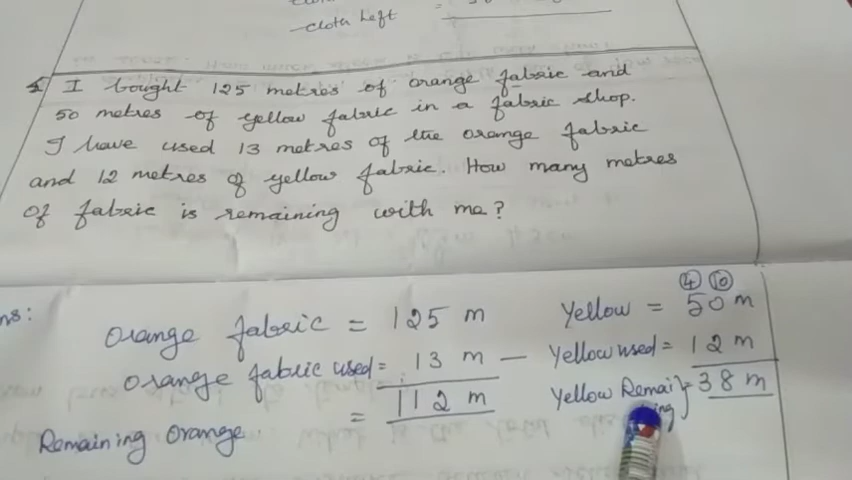 cloth Left =
I bought 125 metres of orange fabric and
50 metres of yellow fabric in a fabric shop.
I have used 13 metres of the orange fabric
and 12 metres of yellow fabric. How many metres
of fabric is remaining with me?
ns:
Orange fabric = 125 m
Orange fabric used = 13 m −
Remaining Orange = 112 m
4 10
Yellow = 50 m
Yellow used = 12 m
Yellow Remaining } = 38 m